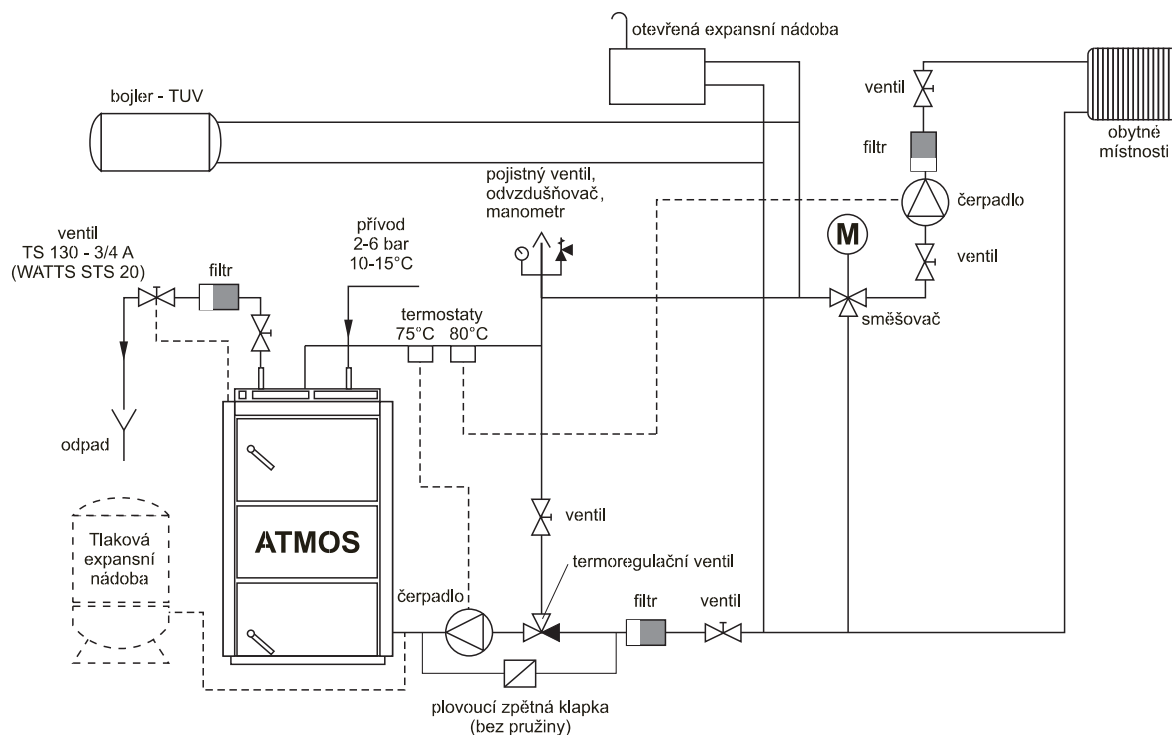 otevřená expansní nádoba
bojler - TUV
ventil
obytné
místnosti
filtr
pojistný ventil,
odvzdušňovač,
manometr
čerpadlo
přívod
2-6 bar
10-15°C
ventil
TS 130 - 3/4 A
(WATTS STS 20)
filtr
M
ventil
směšovač
termostaty
75°C 80°C
odpad
ventil
Tlaková
expansní
nádoba
ATMOS
termoregulační ventil
čerpadlo
filtr
ventil
plovoucí zpětná klapka
(bez pružiny)